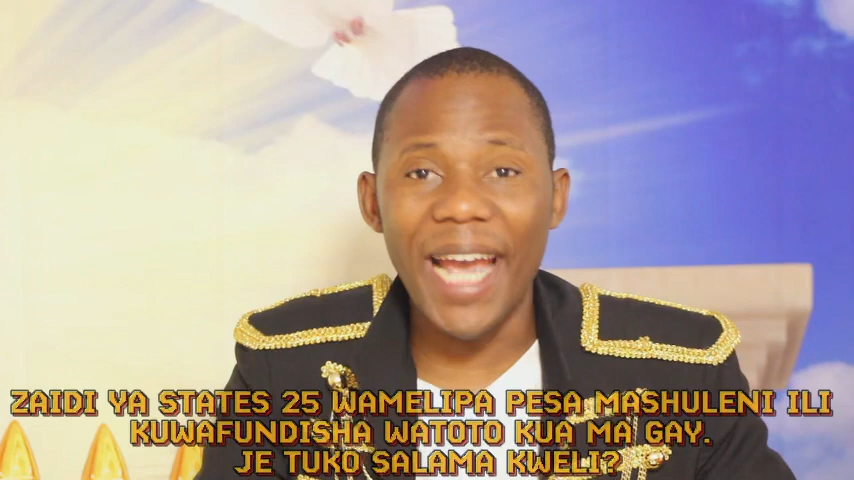 ZAIDI YA STATES 25 WAMELIPA PESA MASHULENI ILI
KUWAFUNDISHA WATOTO KUA MA GAY.
JE TUKO SALAMA KWELI?